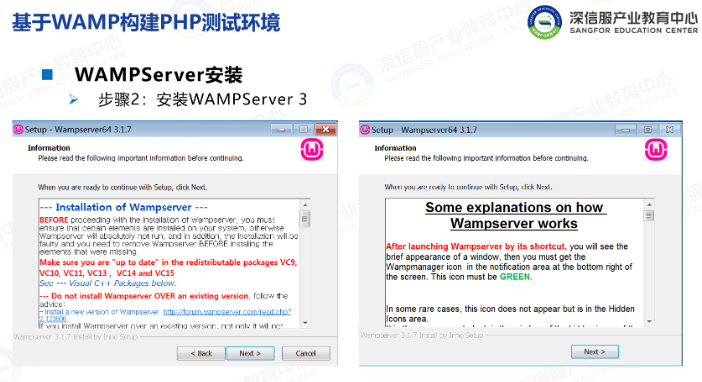 基于WAMP构建PHP测试环境
深信服产业教育中心
SANGFOR EDUCATION CENTER
■ WAMPServer安装
➢ 步骤2：安装WAMPServer 3
Setup - Wampserver64 3.1.7
Information
Please read the following important information before continuing.
When you are ready to continue with Setup, click Next.
--- Installation of Wampserver ---
BEFORE proceeding with the installation of Wampserver, you must
ensure that certain elements are installed on your system, otherwise
Wampserver will absolutely not run, and in addition, the installation will be
faulty and you need to remove Wampserver BEFORE installing the
elements that were missing.
Make sure you are "up to date" in the redistributable packages VC9,
VC10, VC11, VC13 , VC14 and VC15
See --- Visual C++ Packages below.
--- Do not install Wampserver OVER an existing version, follow the
advice:
- Install a new version of Wampserver http://forum.wampserver.com/read.php?
2,123606
If you install Wampserver over an existing version, not only it will not
Wampserver 3.1.7 Install by Inno Setup
< Back
Next >
Cancel
Setup - Wampserver64 3.1.7
Information
Please read the following important information before continuing.
When you are ready to continue with Setup, click Next.
Some explanations on how
Wampserver works
After launching Wampserver by its shortcut, you will see the
brief appearance of a window, then you must get the
Wampmanager icon in the notification area at the bottom right of
the screen. This icon must be GREEN.
In some rare cases, this icon does not appear but is in the Hidden
Icons area.
Wampserver 3.1.7 Install by Inno Setup
Next >